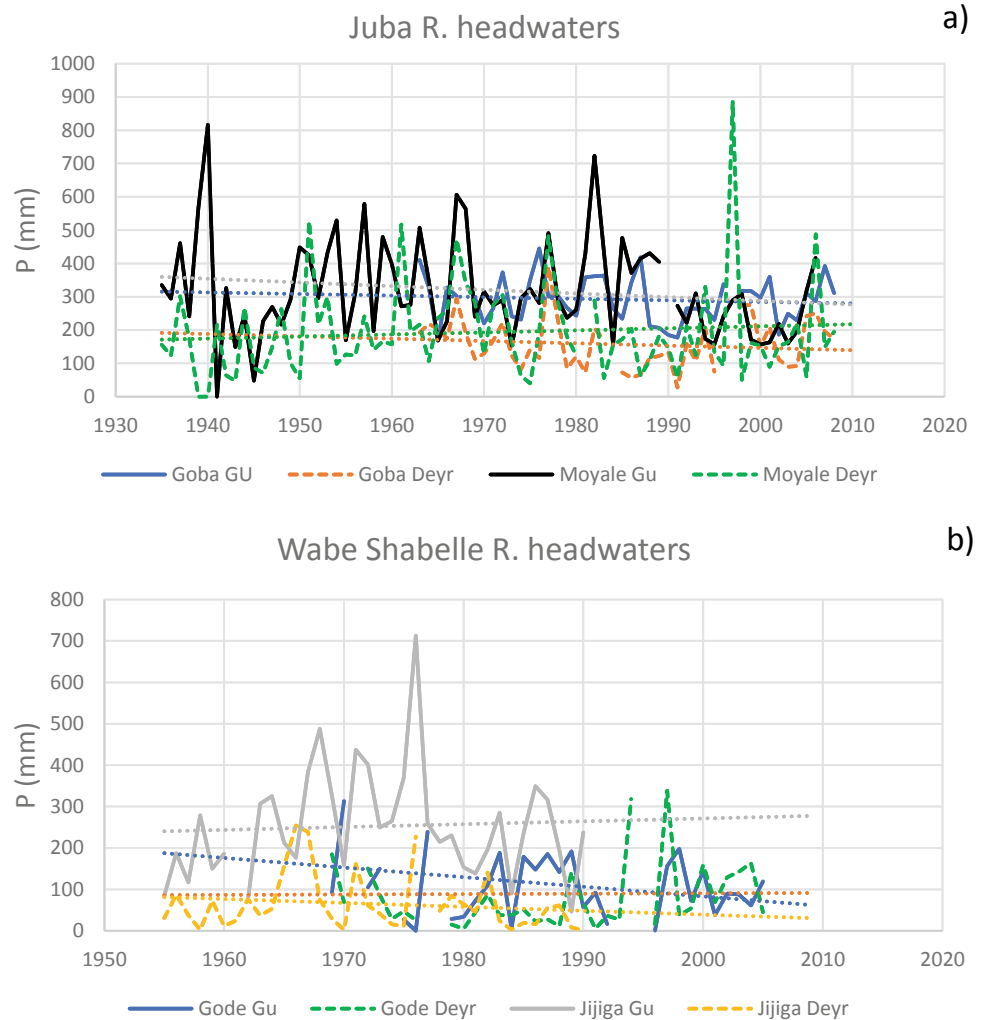 Juba R. headwaters
a)
P (mm)
1000
900
800
700
600
500
400
300
200
100
0
1930 1940 1950 1960 1970 1980 1990 2000 2010 2020
Goba GU Goba Deyr Moyale Gu Moyale Deyr
Wabe Shabelle R. headwaters
b)
P (mm)
800
700
600
500
400
300
200
100
0
1950 1960 1970 1980 1990 2000 2010 2020
Gode Gu Gode Deyr Jijiga Gu Jijiga Deyr